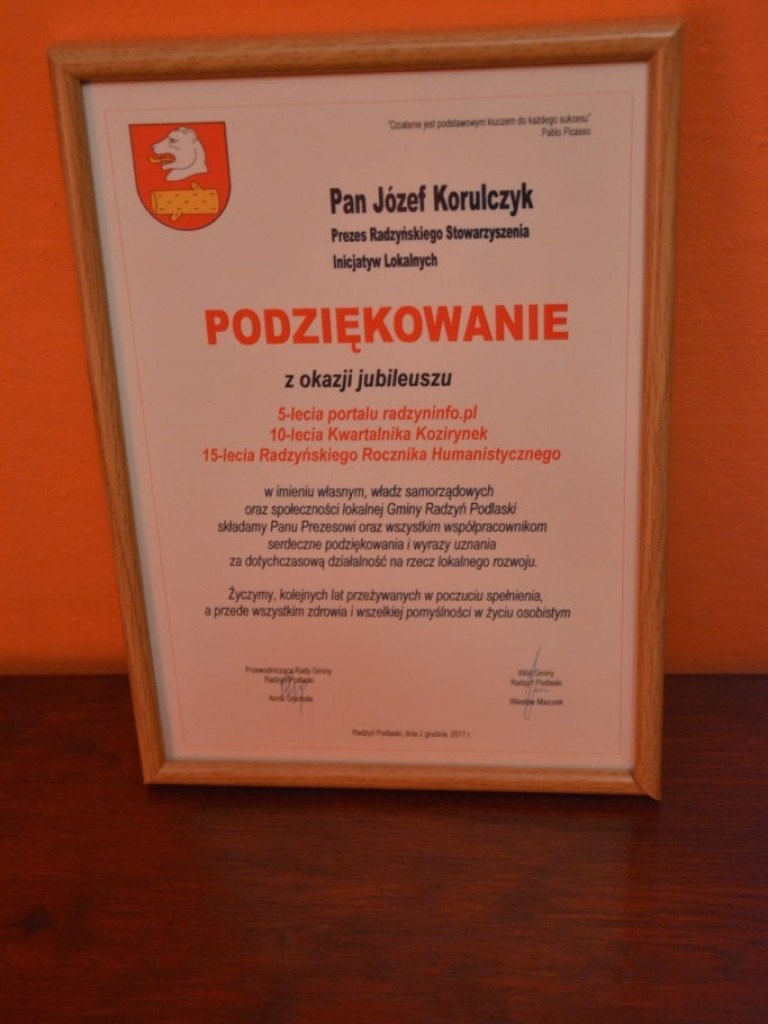 "Działanie jest podstawowym kluczem do każdego sukcesu"
Pablo Picasso
Pan Józef Korulczyk
Prezes Radzyńskiego Stowarzyszenia
Inicjatyw Lokalnych
PODZIĘKOWANIE
z okazji jubileuszu
5-lecia portalu radzyninfo.pl
10-lecia Kwartalnika Kozirynek
15-lecia Radzyńskiego Rocznika Humanistycznego
w imieniu własnym, władz samorządowych
oraz społeczności lokalnej Gminy Radzyń Podlaski
składamy Panu Prezesowi oraz wszystkim współpracownikom
serdeczne podziękowania i wyrazy uznania
za dotychczasową działalność na rzecz lokalnego rozwoju.
Życzymy, kolejnych lat przeżywanych w poczuciu spełnienia,
a przede wszystkim zdrowia i wszelkiej pomyślności w życiu osobistym
Przewodnicząca Rady Gminy
Radzyń Podlaski
Anna
Wójt Gminy
Radzyń Podlaski
Wiesław Mazurek
Radzyń Podlaski, dnia 2 grudnia 2017 r.